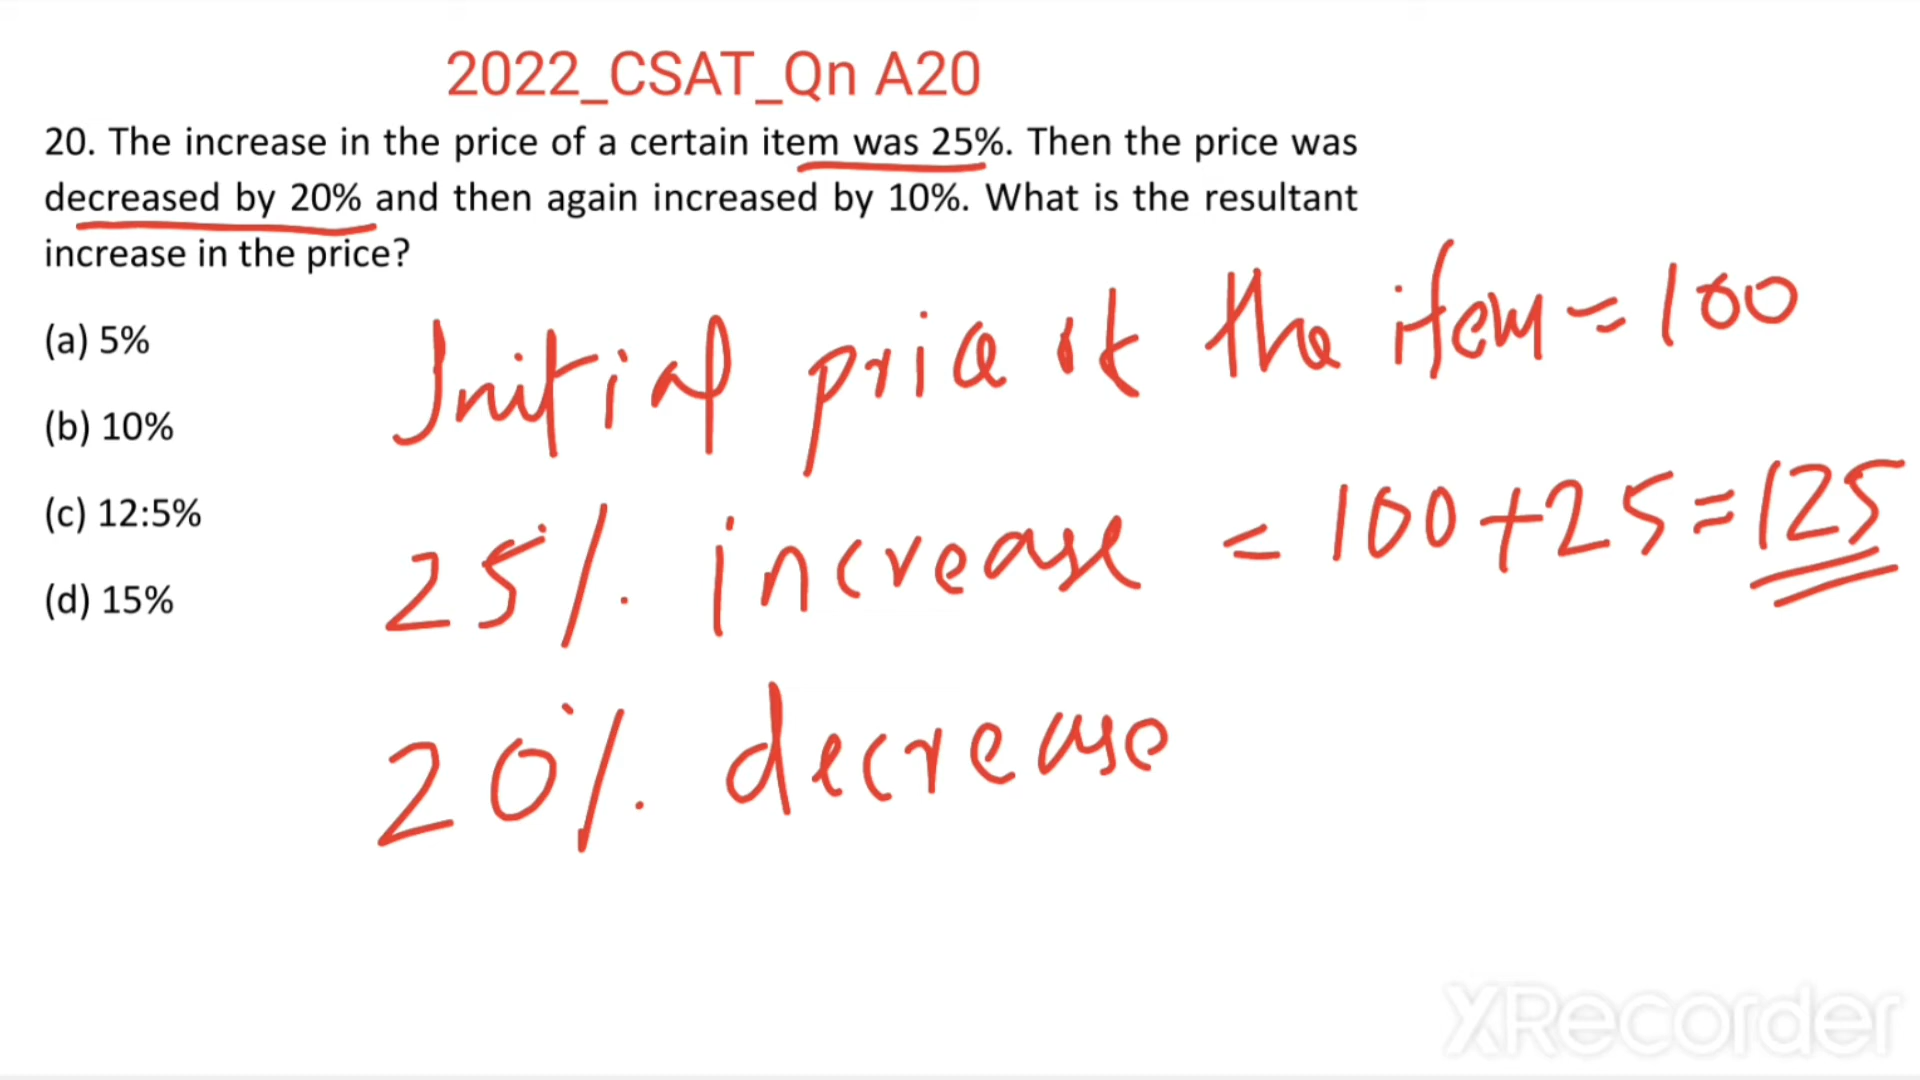 2022_CSAT_Qn A20
20. The increase in the price of a certain item was 25%. Then the price was
decreased by 20% and then again increased by 10%. What is the resultant
increase in the price?
(a) 5%
(b) 10%
(c) 12:5%
(d) 15%
Initial price of the item = 100
25% increase = 100+25=125
20% decrease
XRecorder